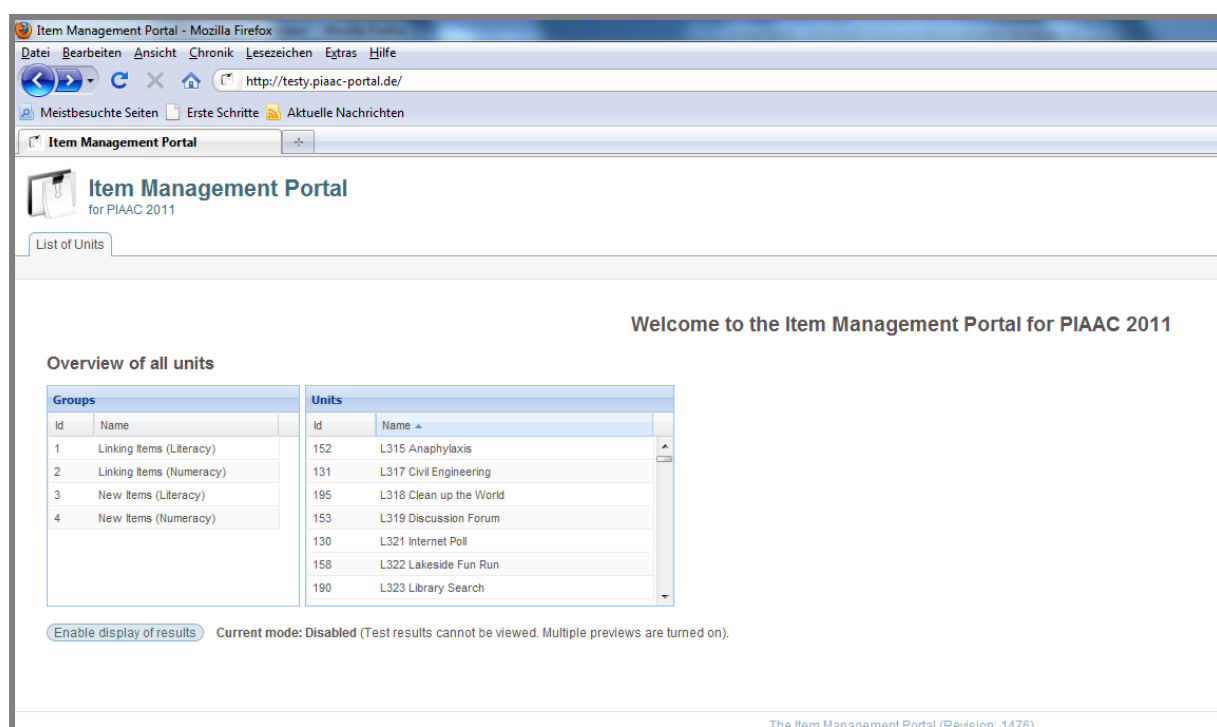 Item Management Portal - Mozilla Firefox
Datei Bearbeiten Ansicht Chronik Lesezeichen Extras Hilfe
http://testy.piaac-portal.de/
Meistbesuchte Seiten Erste Schritte Aktuelle Nachrichten
Item Management Portal
Item Management Portal
for PIAAC 2011
List of Units
Welcome to the Item Management Portal for PIAAC 2011
Overview of all units
Groups
Id Name
1 Linking Items (Literacy)
2 Linking Items (Numeracy)
3 New Items (Literacy)
4 New Items (Numeracy)
Units
Id Name
152 L315 Anaphylaxis
131 L317 Civil Engineering
195 L318 Clean up the World
153 L319 Discussion Forum
130 L321 Internet Poll
158 L322 Lakeside Fun Run
190 L323 Library Search
Enable display of results Current mode: Disabled (Test results cannot be viewed. Multiple previews are turned on).
The Item Management Portal (Revision: 1476)